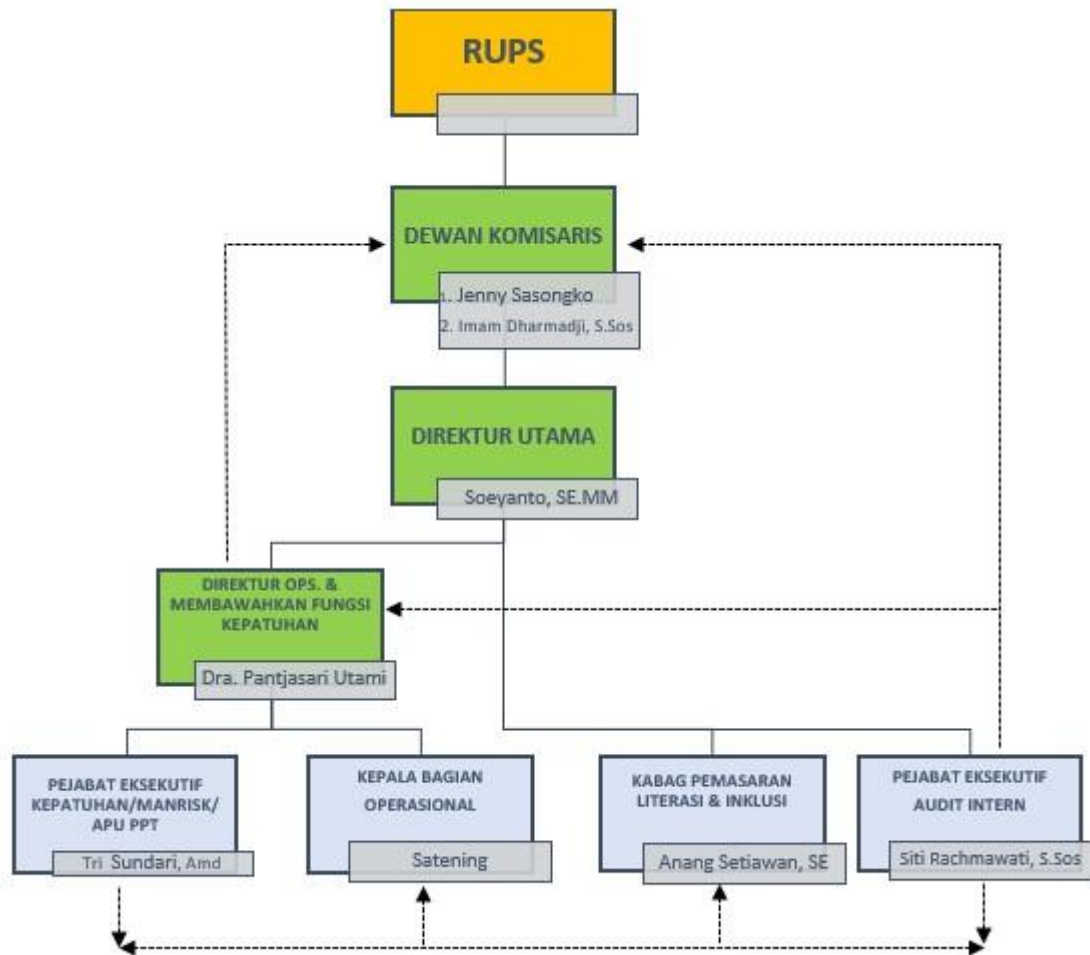 RUPS
DEWAN KOMISARIS
1. Jenny Sasongko
2. Imam Dharmadji, S.Sos
DIREKTUR UTAMA
Soeyanto, SE.MM
DIREKTUR OPS. &
MEMBAWAHKAN FUNGSI
KEPATUHAN
Dra. Pantjasari Utami
PEJABAT EKSEKUTIF
KEPATUHAN/MANRISK/
APU PPT
Tri Sundari, Amd
KEPALA BAGIAN
OPERASIONAL
Satening
KABAG PEMASARAN
LITERASI & INKLUSI
Anang Setiawan, SE
PEJABAT EKSEKUTIF
AUDIT INTERN
Siti Rachmawati, S.Sos